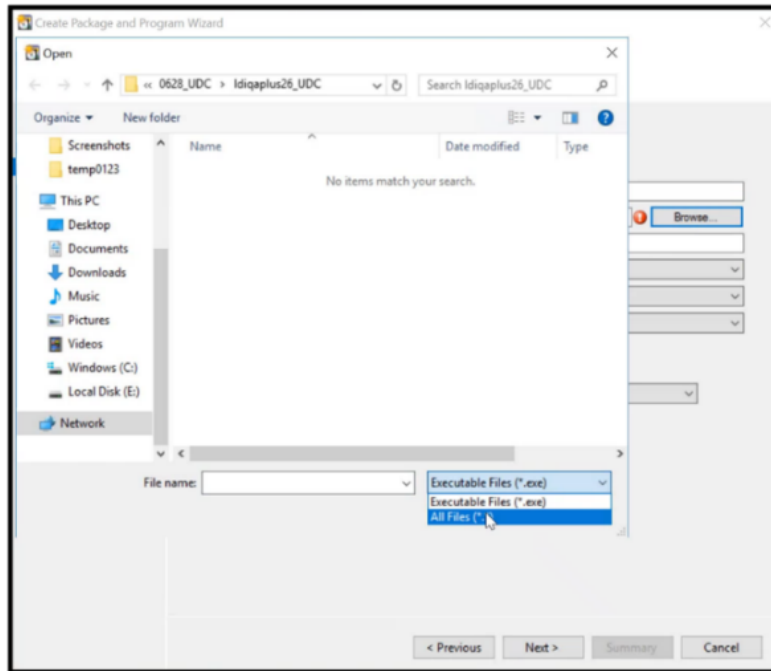 Create Package and Program Wizard
Open
« 0628_UDC > ldiqaplus26_UDC
Search ldiqaplus26_UDC
Organize
New folder
Screenshots
Name
Date modified
Type
temp0123
No items match your search.
This PC
Desktop
Browse...
Documents
Downloads
Music
Pictures
Videos
Windows (C:)
Local Disk (E:)
Network
File name:
Executable Files (*.exe)
Executable Files (*.exe)
All Files (*.
< Previous
Next >
Summary
Cancel